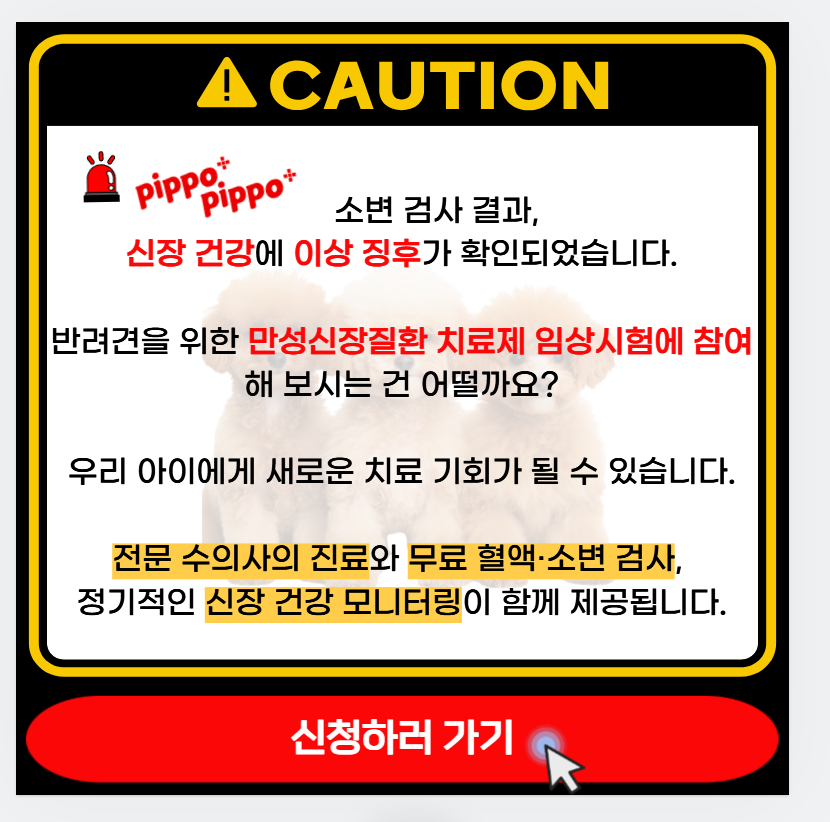 CAUTION
pippo
pippo
소변 검사 결과,
신장 건강에 이상 징후가 확인되었습니다.
반려견을 위한 만성신장질환 치료제 임상시험에 참여
해 보시는 건 어떨까요?
우리 아이에게 새로운 치료 기회가 될 수 있습니다.
전문 수의사의 진료와 무료 혈액·소변 검사,
정기적인 신장 건강 모니터링이 함께 제공됩니다.
신청하러 가기